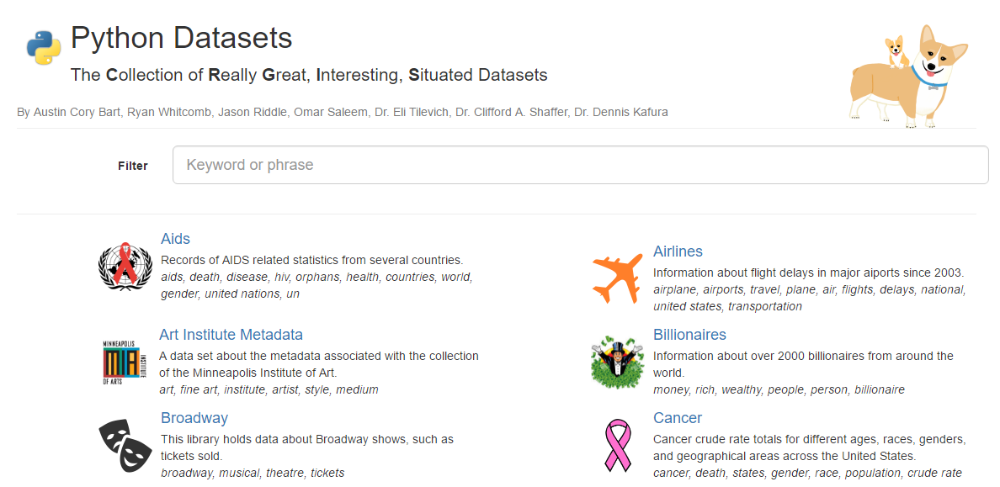 Python Datasets
The Collection of Really Great, Interesting, Situated Datasets
By Austin Cory Bart, Ryan Whitcomb, Jason Riddle, Omar Saleem, Dr. Eli Tilevich, Dr. Clifford A. Shaffer, Dr. Dennis Kafura
Filter
Keyword or phrase
Aids
Records of AIDS related statistics from several countries.
aids, death, disease, hiv, orphans, health, countries, world,
gender, united nations, un
Airlines
Information about flight delays in major aiports since 2003.
airplane, airports, travel, plane, air, flights, delays, national,
united states, transportation
MINNEAPOLIS
MIA
INSTITUTE
OF ARTS
Art Institute Metadata
A data set about the metadata associated with the collection
of the Minneapolis Institute of Art.
art, fine art, institute, artist, style, medium
Billionaires
Information about over 2000 billionaires from around the
world.
money, rich, wealthy, people, person, billionaire
Broadway
This library holds data about Broadway shows, such as
tickets sold.
broadway, musical, theatre, tickets
Cancer
Cancer crude rate totals for different ages, races, genders,
and geographical areas across the United States.
cancer, death, states, gender, race, population, crude rate